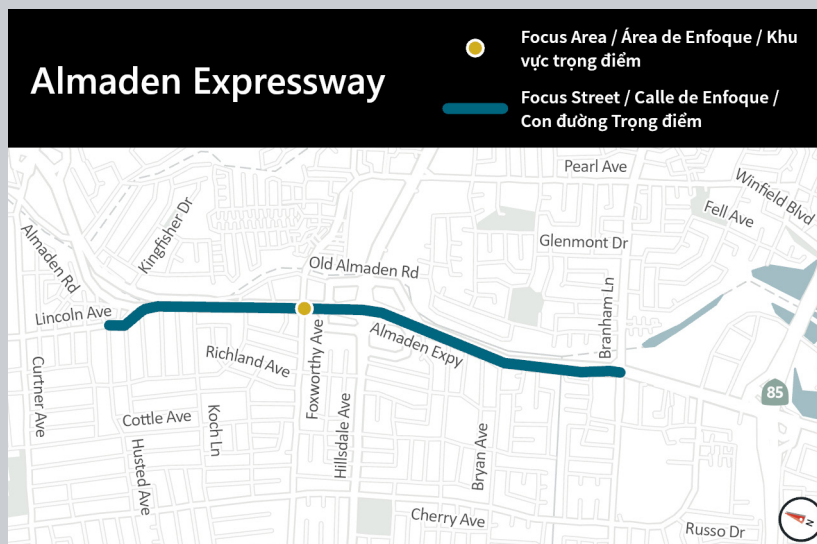 Almaden Expressway
Focus Area / Área de Enfoque / Khu
vực trọng điểm
Focus Street / Calle de Enfoque /
Con đường Trọng điểm
Pearl Ave
Winfield Blvd
Fell Ave
Kingfisher Dr
Almaden Rd
Glenmont Dr
Old Almaden Rd
Lincoln Ave
Branham Ln
Foxworthy Ave
Almaden Expy
Richland Ave
Curtner Ave
85
Hillsdale Ave
Cottle Ave
Koch Ln
Husted Ave
Bryan Ave
Cherry Ave
Russo Dr
N